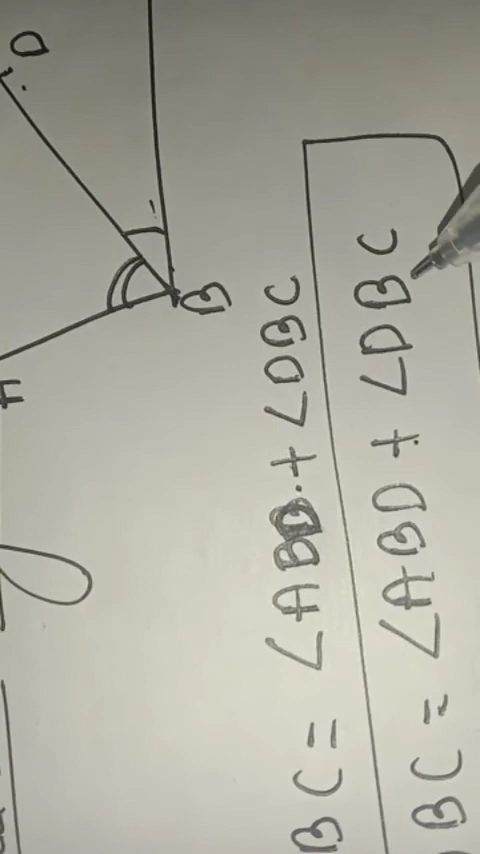 D
B
A
BC = ∠ABD + ∠DBC
BC = ∠ABD + ∠DBC